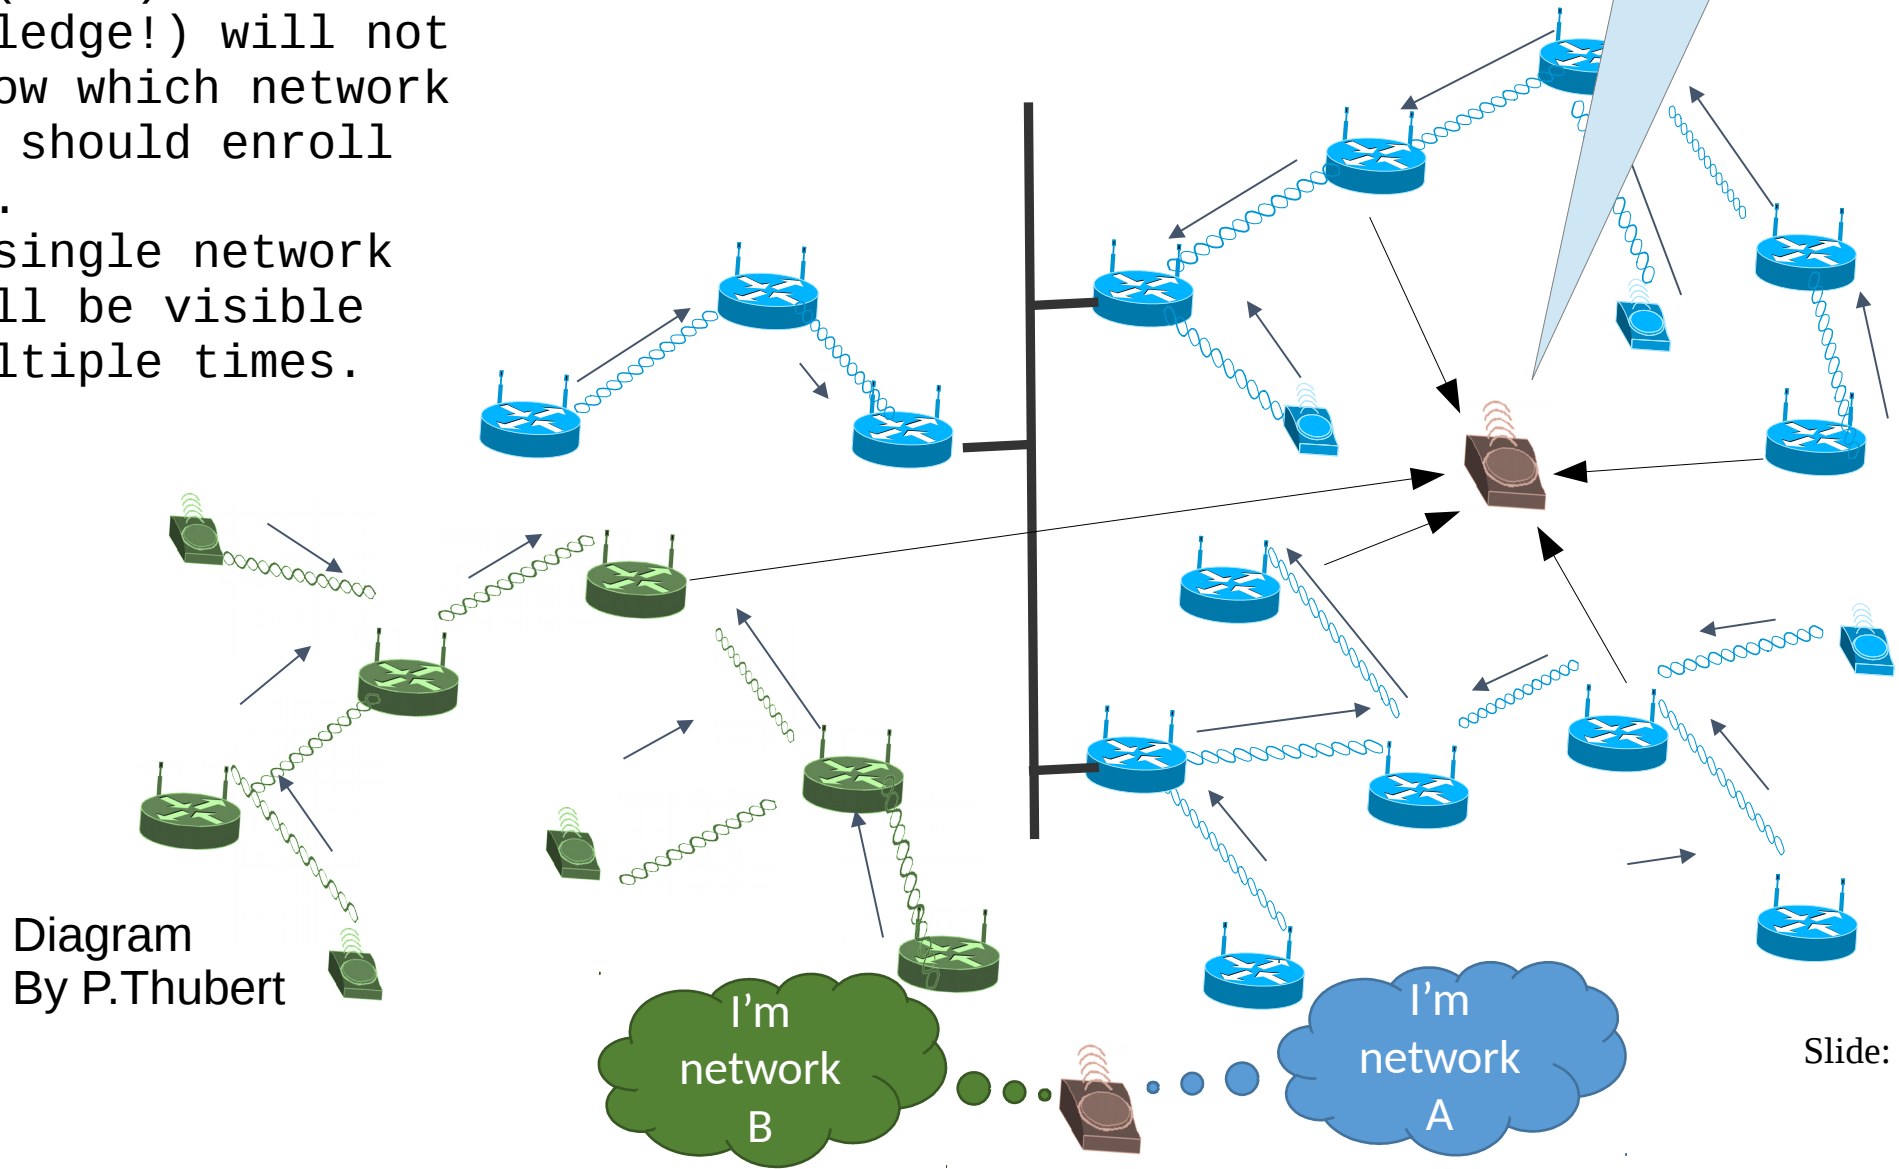 ledge!) will not
ow which network
should enroll
.
single network
ll be visible
ltiple times.
Diagram
By P.Thubert
I’m
network
B
I’m
network
A
Slide: